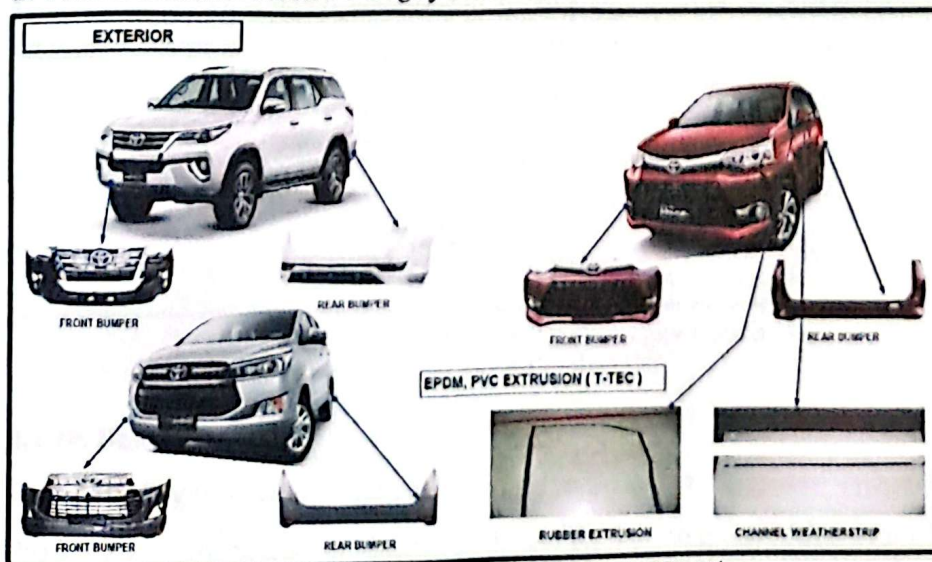 EXTERIOR
FRONT BUMPER
REAR BUMPER
FRONT BUMPER
REAR BUMPER
EPDM, PVC EXTRUSION ( T-TEC )
RUBBER EXTRUSION
CHANNEL WEATHERSTRIP
FRONT BUMPER
REAR BUMPER